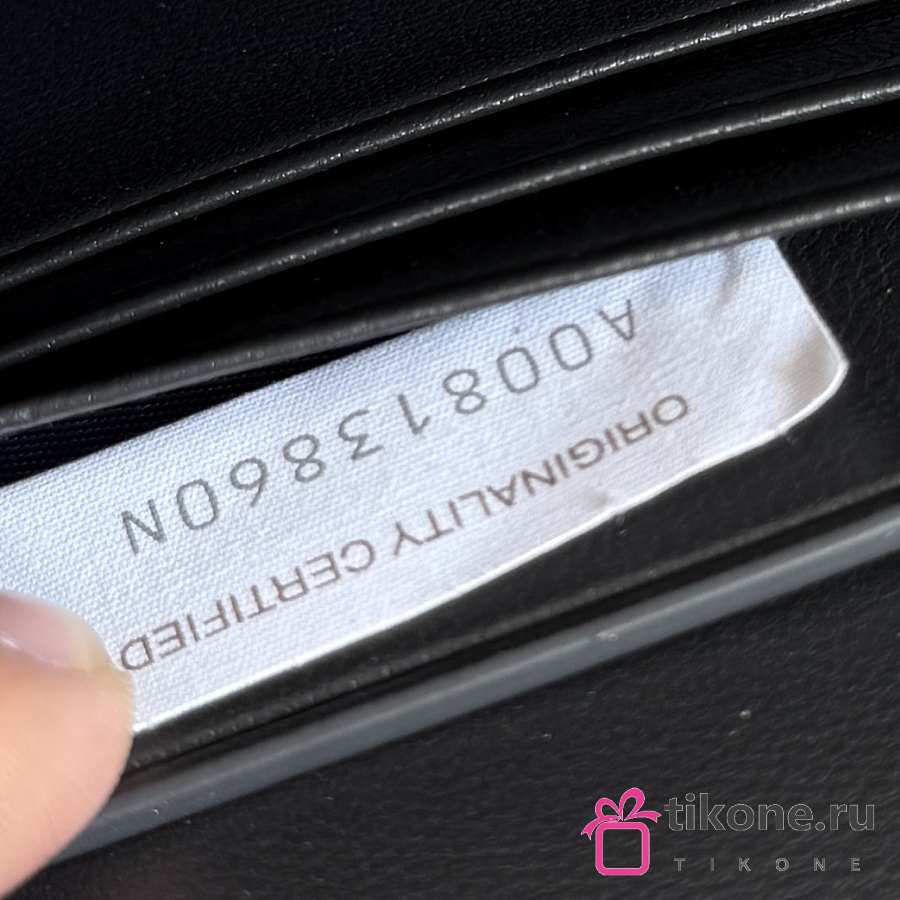 ORIGINALITY CERTIFIED
A00813860N
tikone.ru
TIKONE